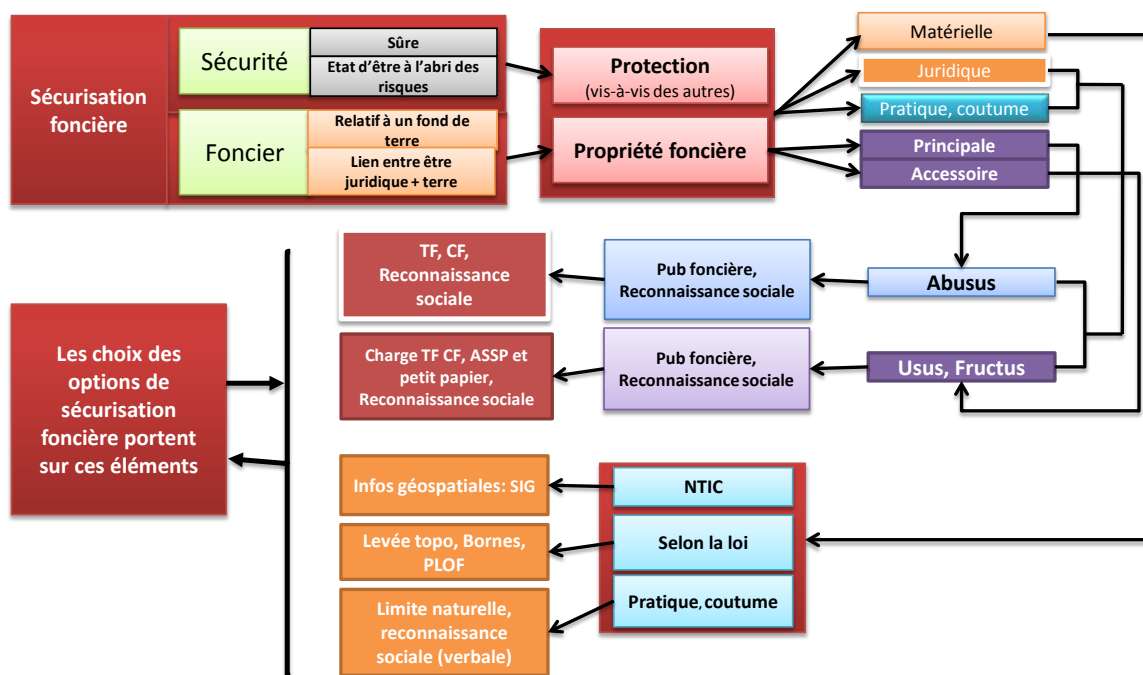 Sécurisation
foncière
Sécurité
Sûre
Etat d'être à l'abri des
risques
Foncier
Relatif à un fond de
terre
Lien entre être
juridique + terre
Protection
(vis-à-vis des autres)
Propriété foncière
Matérielle
Juridique
Pratique, coutume
Principale
Accessoire
TF, CF,
Reconnaissance
sociale
Pub foncière,
Reconnaissance sociale
Abusus
Charge TF CF, ASSP et
petit papier,
Reconnaissance sociale
Pub foncière,
Reconnaissance sociale
Usus, Fructus
Les choix des
options de
sécurisation
foncière portent
sur ces éléments
Infos géospatiales: SIG
NTIC
Levée topo, Bornes,
PLOF
Selon la loi
Limite naturelle,
reconnaissance
sociale (verbale)
Pratique, coutume